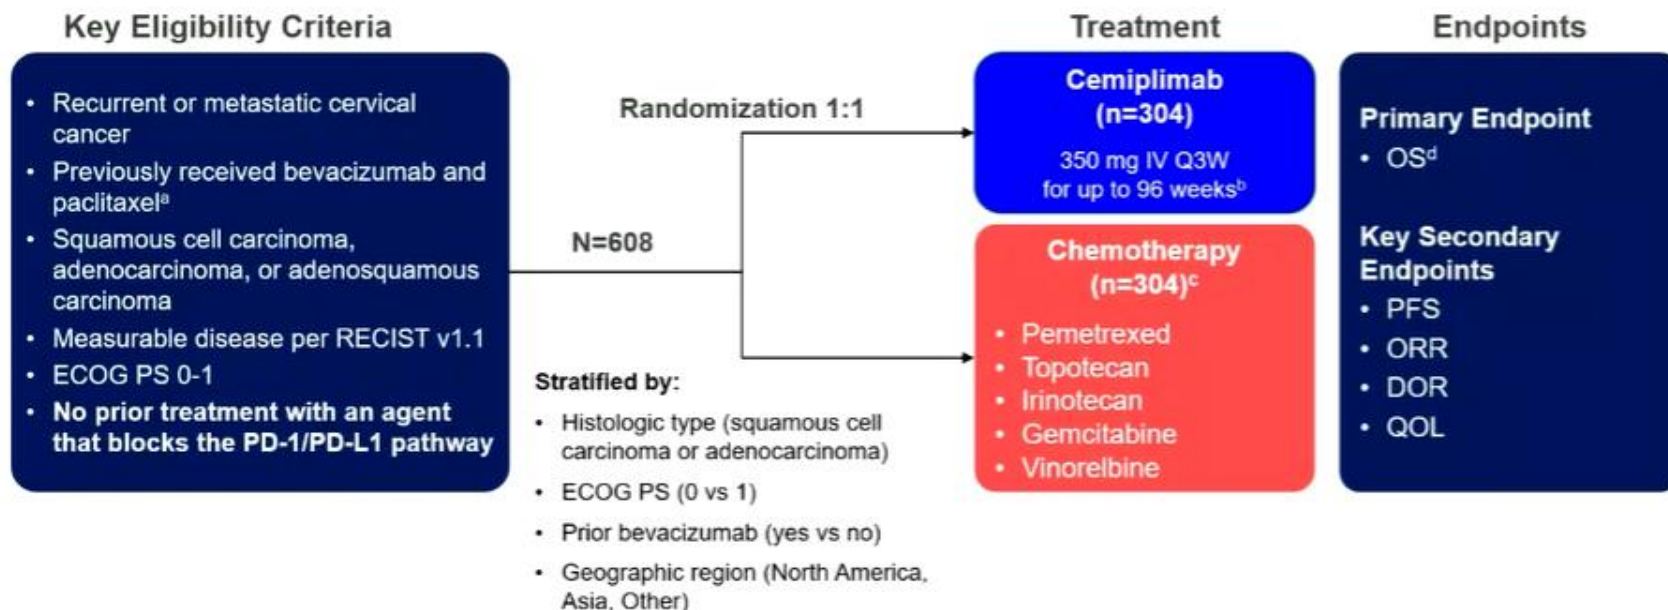 Key Eligibility Criteria
• Recurrent or metastatic cervical
cancer
• Previously received bevacizumab and
paclitaxelᵃ
• Squamous cell carcinoma,
adenocarcinoma, or adenosquamous
carcinoma
• Measurable disease per RECIST v1.1
• ECOG PS 0-1
• No prior treatment with an agent
that blocks the PD-1/PD-L1 pathway
Randomization 1:1
N=608
Stratified by:
• Histologic type (squamous cell
carcinoma or adenocarcinoma)
• ECOG PS (0 vs 1)
• Prior bevacizumab (yes vs no)
• Geographic region (North America,
Asia, Other)
Treatment
Cemiplimab
(n=304)
350 mg IV Q3W
for up to 96 weeksᵇ
Chemotherapy
(n=304)ᶜ
• Pemetrexed
• Topotecan
• Irinotecan
• Gemcitabine
• Vinorelbine
Endpoints
Primary Endpoint
• OSᵈ
Key Secondary
Endpoints
• PFS
• ORR
• DOR
• QOL